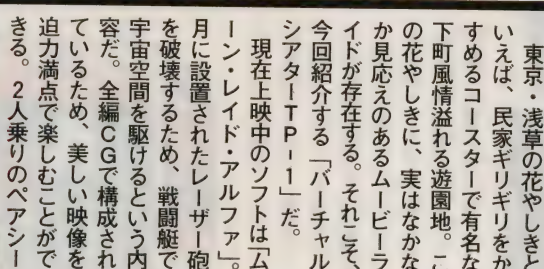 東京・浅草の花やしきと
いえば、民家ギリギリをか
すめるコースターで有名な
下町風情溢れる遊園地。こ
の花やしきに、実はなかな
か見応えのあるムービーラ
イドが存在する。それこそ、
今回紹介する「バーチャル
シアターTP-1」だ。
現在上映中のソフトは「ム
ーン・レイド・アルファ」。
月に設置されたレーザー砲
を破壊するため、戦闘艇で
宇宙空間を駆けるという内
容だ。全編CGで構成され
ているため、美しい映像を
迫力満点で楽しむことがで
きる。2人乗りのペアシー